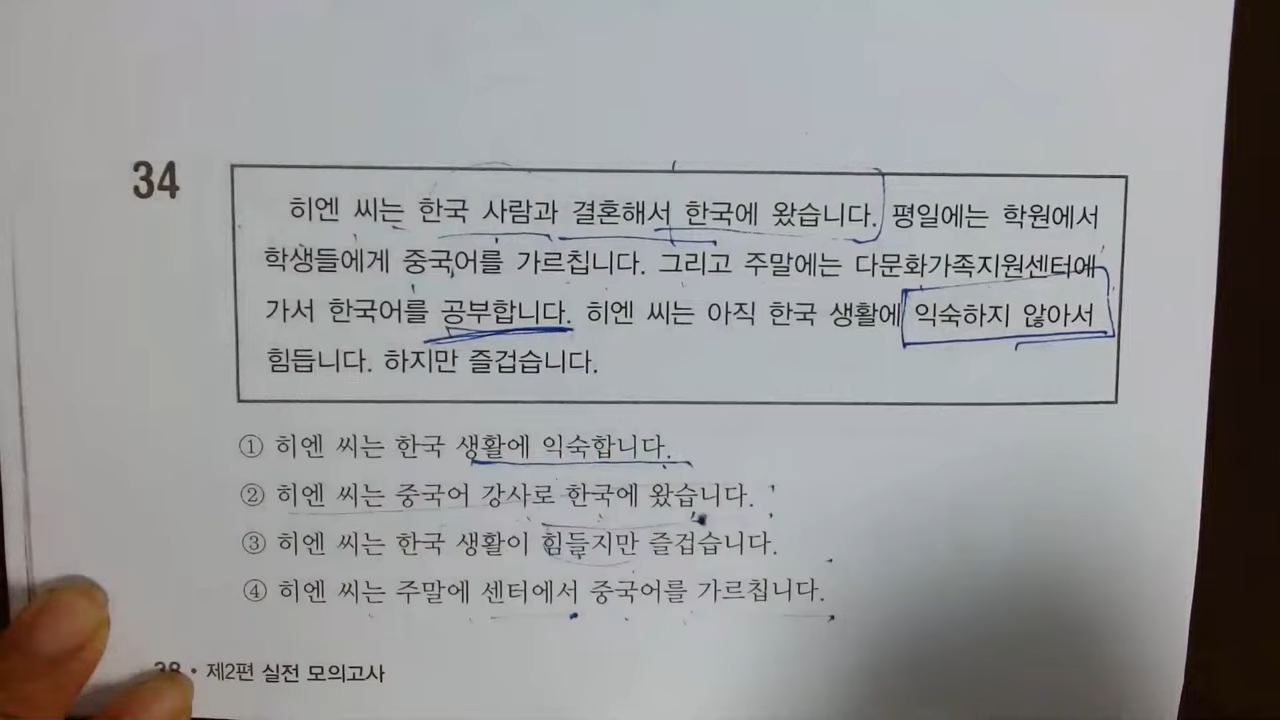 34
히엔 씨는 한국 사람과 결혼해서 한국에 왔습니다. 평일에는 학원에서
학생들에게 중국어를 가르칩니다. 그리고 주말에는 다문화가족지원센터에
가서 한국어를 공부합니다. 히엔 씨는 아직 한국 생활에 익숙하지 않아서
힘듭니다. 하지만 즐겁습니다.
① 히엔 씨는 한국 생활에 익숙합니다.
② 히엔 씨는 중국어 강사로 한국에 왔습니다.
③ 히엔 씨는 한국 생활이 힘들지만 즐겁습니다.
④ 히엔 씨는 주말에 센터에서 중국어를 가르칩니다.
38 • 제2편 실전 모의고사